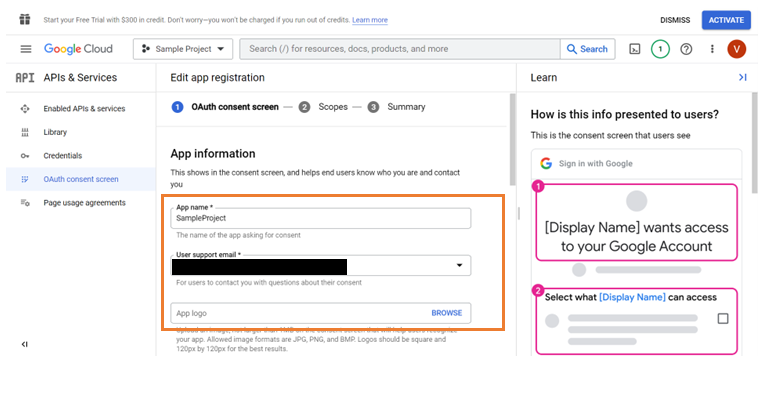 Start your Free Trial with $300 in credit. Don't worry—you won't be charged if you run out of credits. Learn more
DISMISS
ACTIVATE
Google Cloud
Sample Project
Search (/) for resources, docs, products, and more
Search
1
V
API
APIs & Services
Enabled APIs & services
Library
Credentials
OAuth consent screen
Page usage agreements
Edit app registration
1 OAuth consent screen — 2 Scopes — 3 Summary
App information
This shows in the consent screen, and helps end users know who you are and contact
you
App name *
SampleProject
The name of the app asking for consent
User support email *
For users to contact you with questions about their consent
App logo
BROWSE
Upload an image, not larger than 1MB on the consent screen that will help users recognize
your app. Allowed image formats are JPG, PNG, and BMP. Logos should be square and
120px by 120px for the best results.
Learn
How is this info presented to users?
This is the consent screen that users see
Sign in with Google
1
[Display Name] wants access
to your Google Account
2
Select what [Display Name] can access